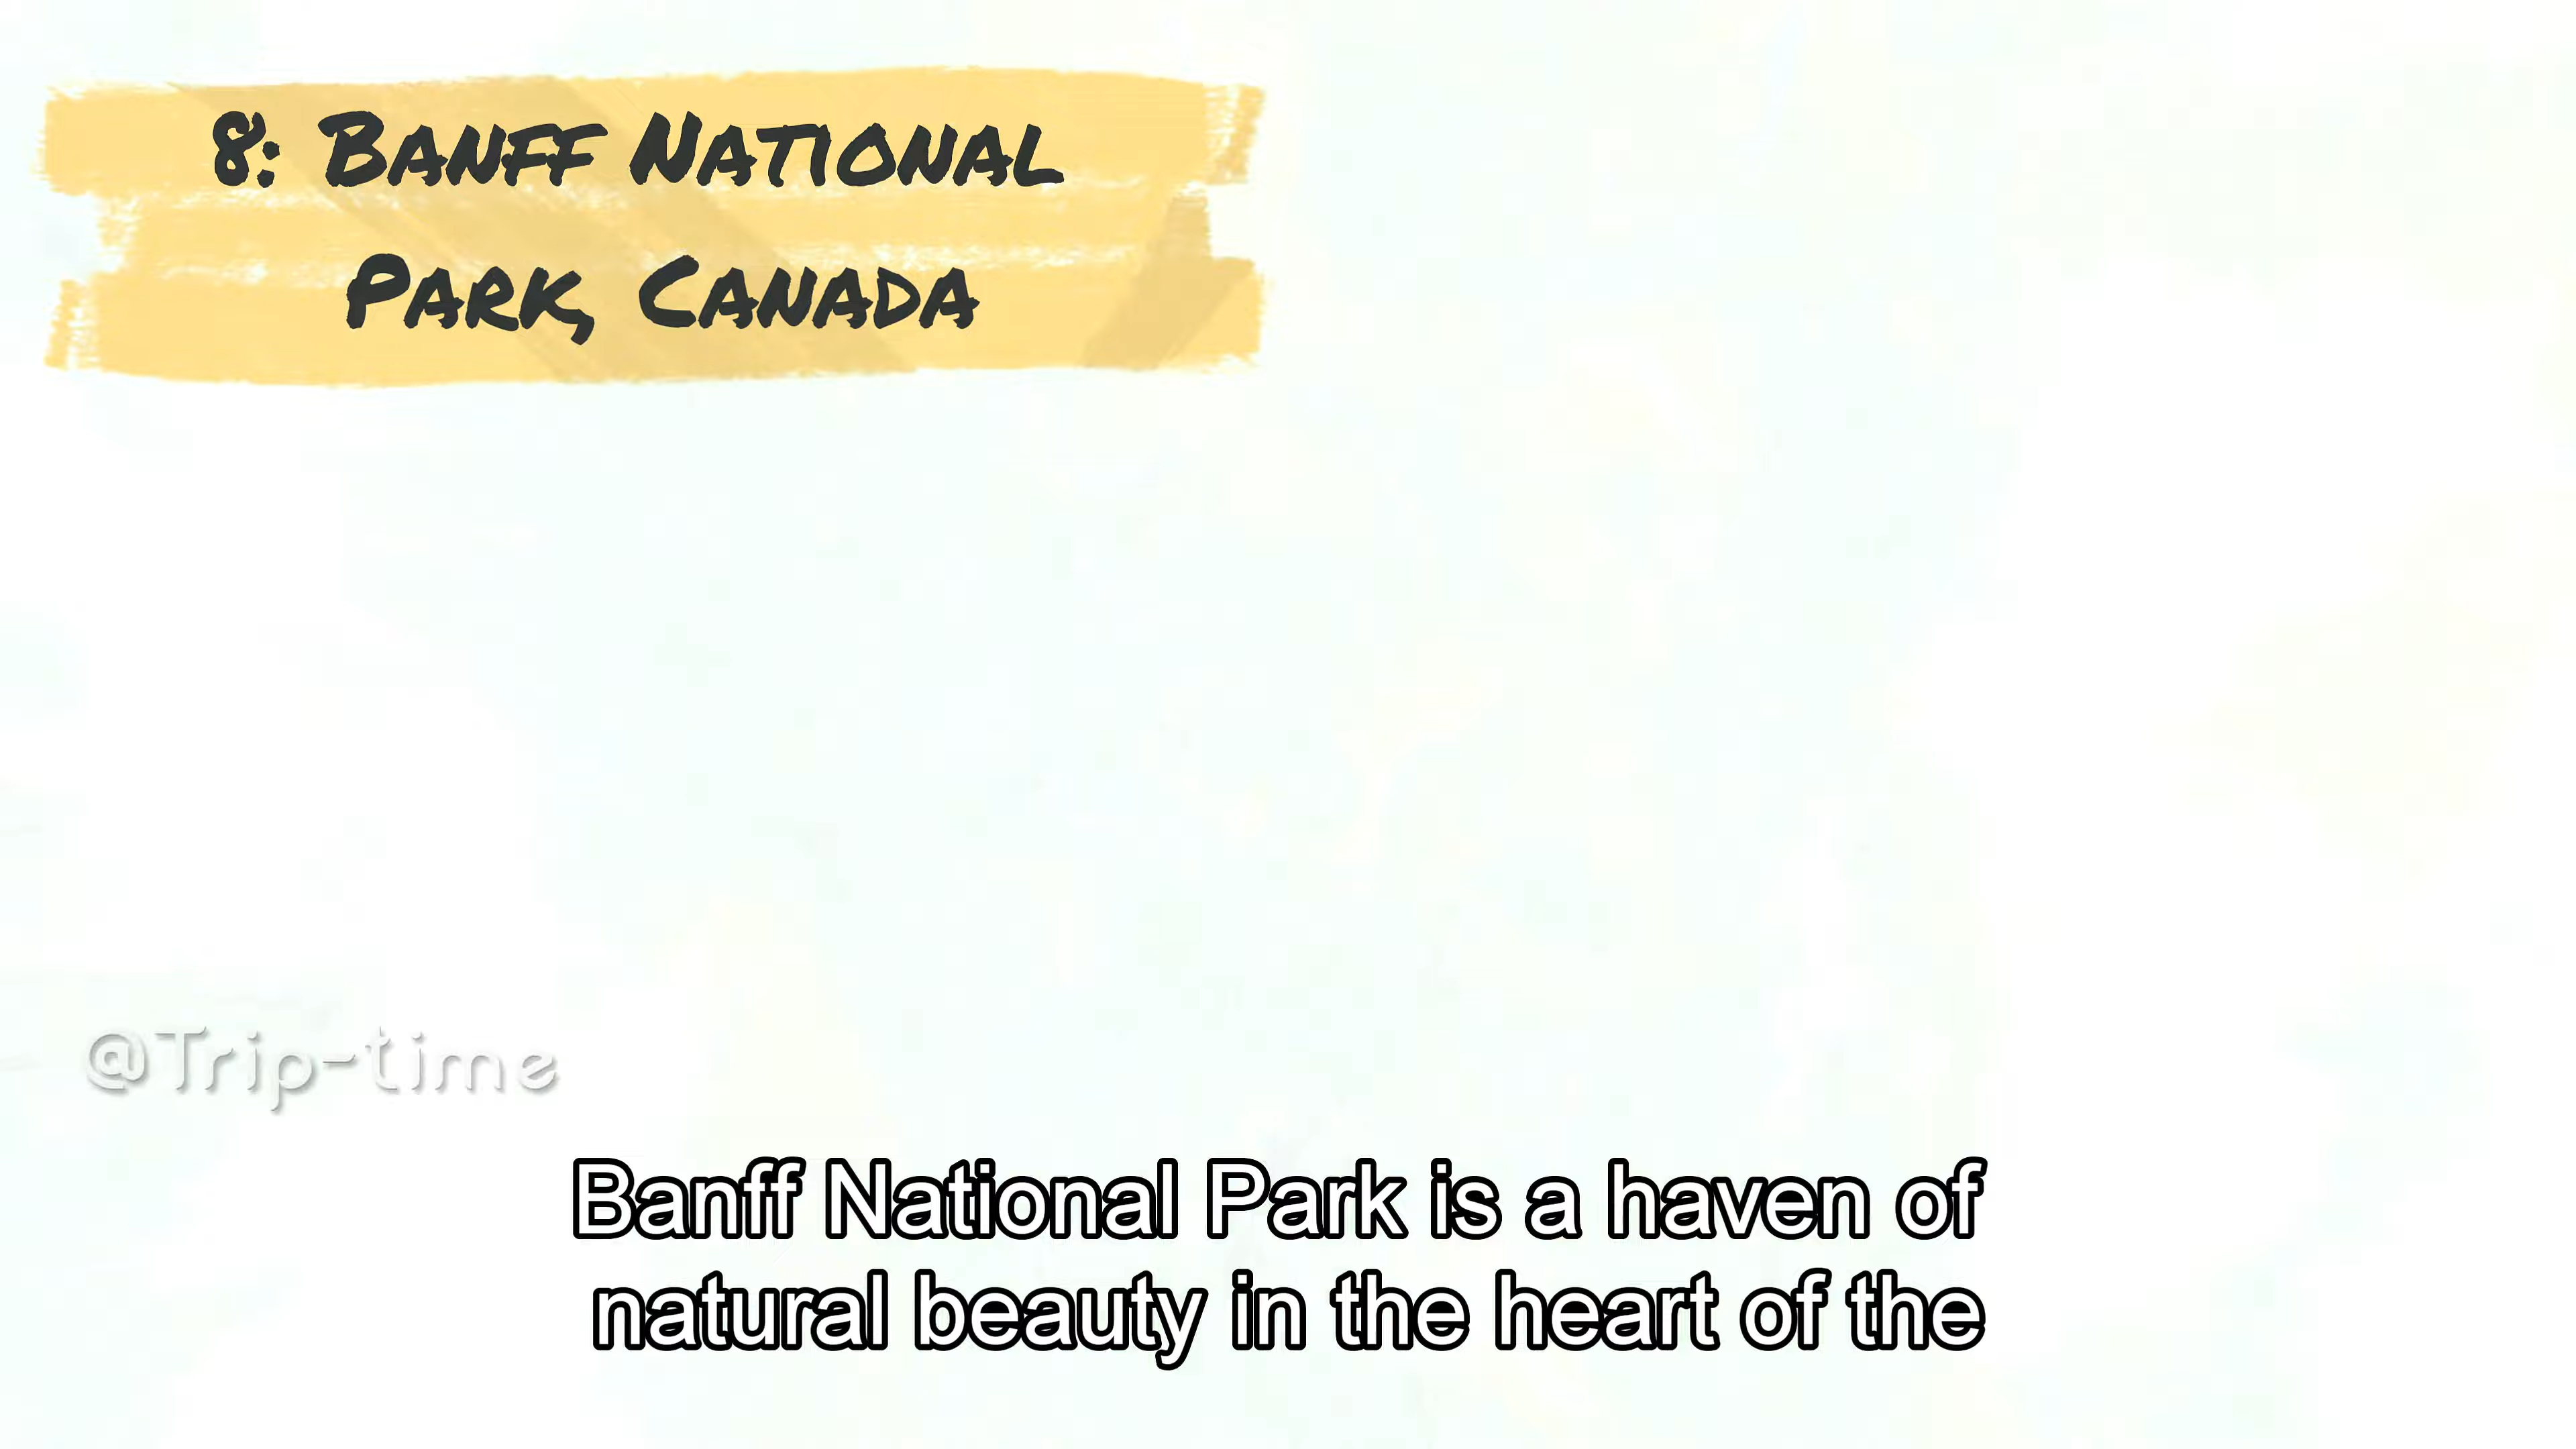 8: Banff National
Park, Canada
@Trip-time
Banff National Park is a haven of
natural beauty in the heart of the